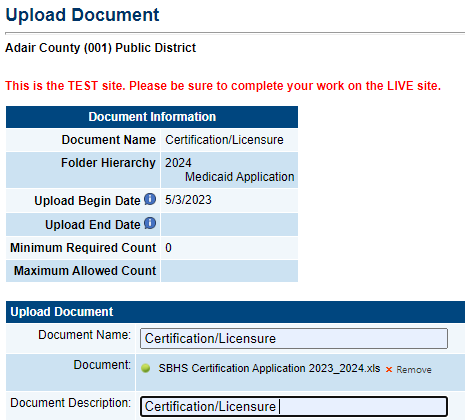 Upload Document
Adair County (001) Public District
This is the TEST site. Please be sure to complete your work on the LIVE site.
Document Information
Document Name Certification/Licensure
Folder Hierarchy 2024
Medicaid Application
Upload Begin Date 5/3/2023
Upload End Date
Minimum Required Count 0
Maximum Allowed Count
Upload Document
Document Name: Certification/Licensure
Document: SBHS Certification Application 2023_2024.xls Remove
Document Description: Certification/Licensure